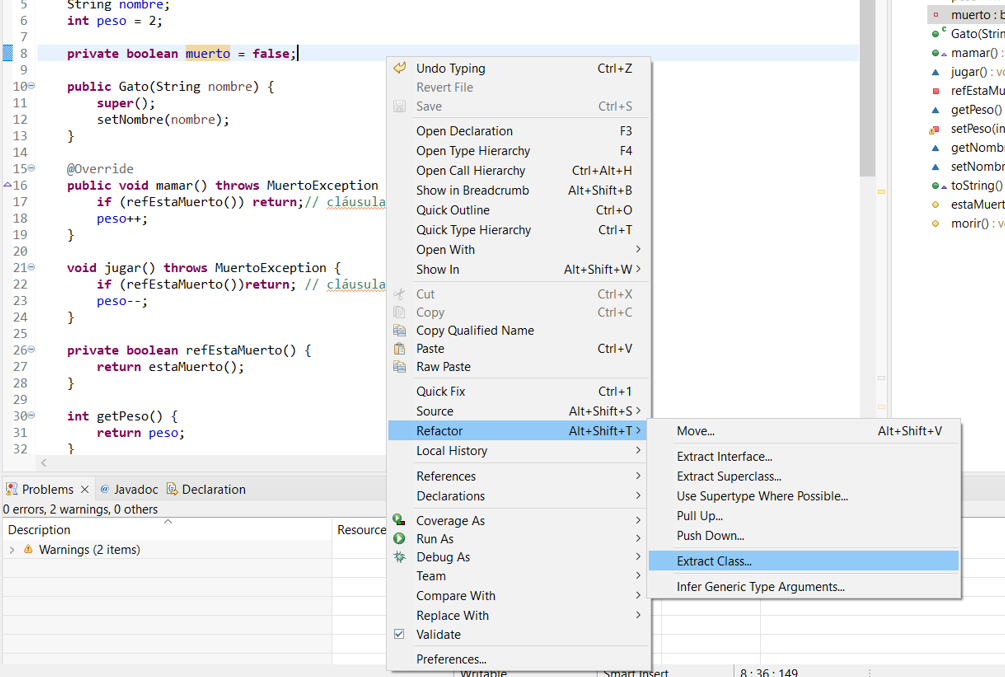 5 String nombre;
6 int peso = 2;
7
8 private boolean muerto = false;
9
10 public Gato(String nombre) {
11 super();
12 setNombre(nombre);
13 }
14
15 @Override
16 public void mamar() throws MuertoException
17 if (refEstaMuerto()) return;// cláusula
18 peso++;
19 }
20
21 void jugar() throws MuertoException {
22 if (refEstaMuerto())return; // cláusula
23 peso--;
24 }
25
26 private boolean refEstaMuerto() {
27 return estaMuerto();
28 }
29
30 int getPeso() {
31 return peso;
32 }
Undo Typing Ctrl+Z
Revert File
Save Ctrl+S
Open Declaration F3
Open Type Hierarchy F4
Open Call Hierarchy Ctrl+Alt+H
Show in Breadcrumb Alt+Shift+B
Quick Outline Ctrl+O
Quick Type Hierarchy Ctrl+T
Open With >
Show In Alt+Shift+W >
Cut Ctrl+X
Copy Ctrl+C
Copy Qualified Name
Paste Ctrl+V
Raw Paste
Quick Fix Ctrl+1
Source Alt+Shift+S >
Refactor Alt+Shift+T >
Local History >
References >
Declarations >
Coverage As >
Run As >
Debug As >
Team >
Compare With >
Replace With >
Validate
Preferences...
Move... Alt+Shift+V
Extract Interface...
Extract Superclass...
Use Supertype Where Possible...
Pull Up...
Push Down...
Extract Class...
Infer Generic Type Arguments...
muerto : b
Gato(Strin
mamar() :
jugar() : vo
refEstaMu
getPeso()
setPeso(in
getNombr
setNombr
toString()
estaMuert
morir() : v
Problems Javadoc Declaration
0 errors, 2 warnings, 0 others
Description Resource
Warnings (2 items)
Writable Smart Insert 8 : 36 : 149